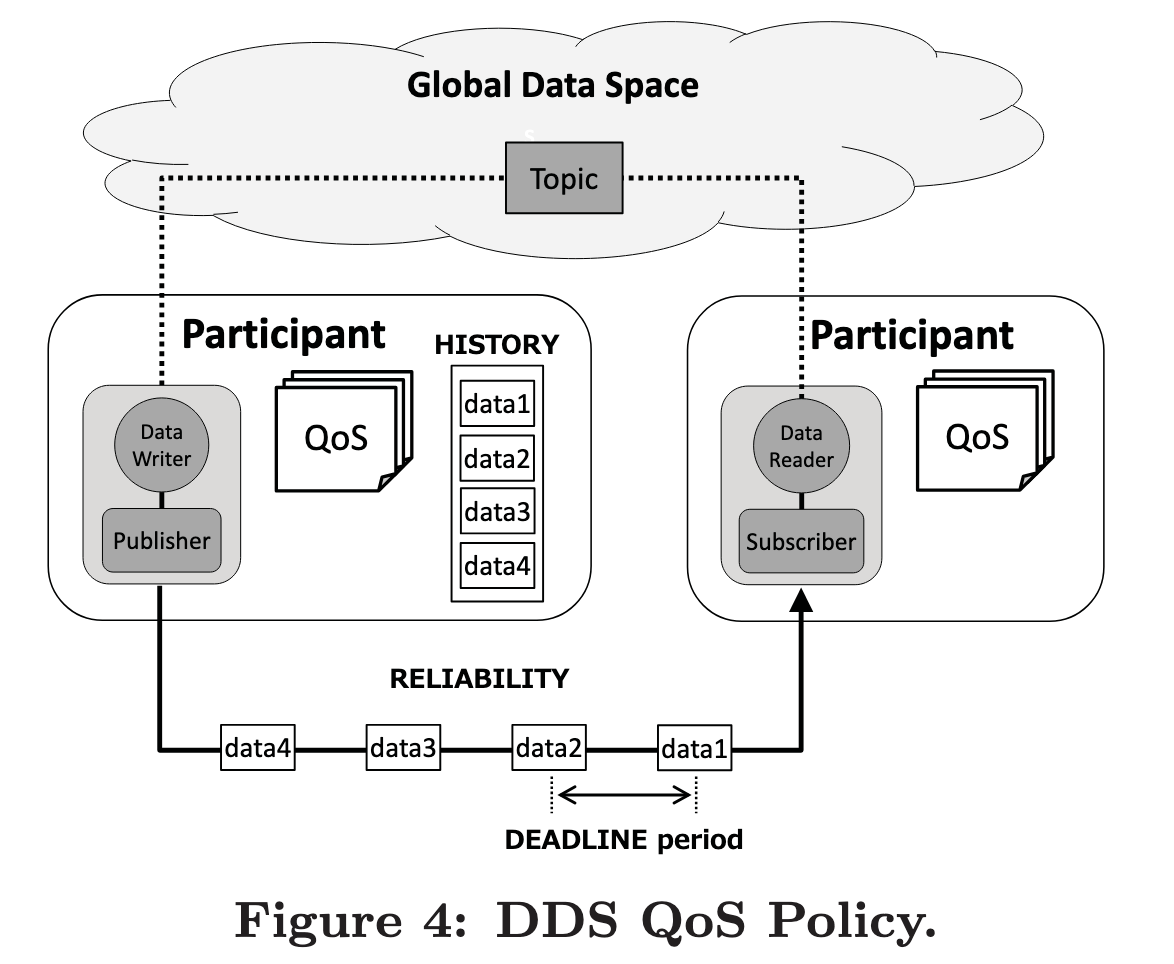 Global Data Space
s
Topic
Participant
HISTORY
Data
Writer
Publisher
QoS
data1
data2
data3
data4
Participant
Data
Reader
Subscriber
QoS
RELIABILITY
data4
data3
data2
data1
DEADLINE period
Figure 4: DDS QoS Policy.